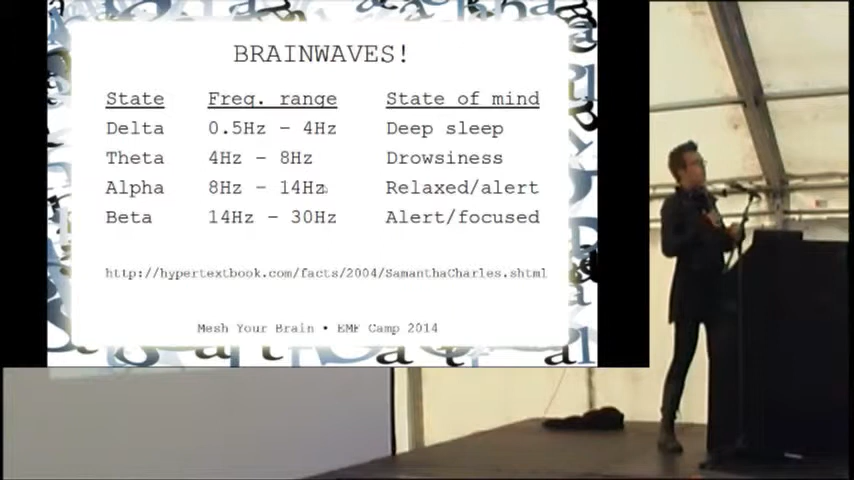 BRAINWAVES!
State Freq. range State of mind
Delta 0.5Hz - 4Hz Deep sleep
Theta 4Hz - 8Hz Drowsiness
Alpha 8Hz - 14Hz Relaxed/alert
Beta 14Hz - 30Hz Alert/focused
http://hypertextbook.com/facts/2004/SamanthaCharles.shtml
Mesh Your Brain • EMF Camp 2014